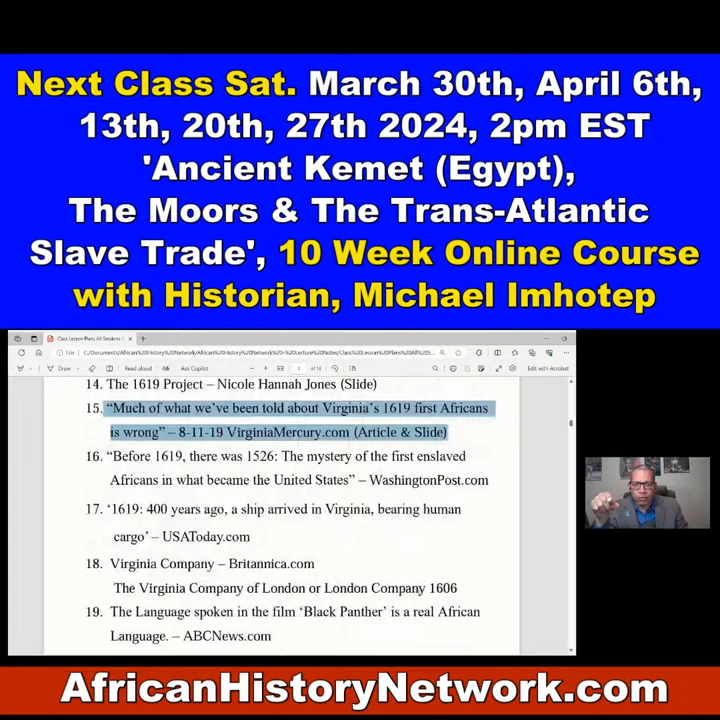 Next Class Sat. March 30th, April 6th,
13th, 20th, 27th 2024, 2pm EST
'Ancient Kemet (Egypt),
The Moors & The Trans-Atlantic
Slave Trade', 10 Week Online Course
with Historian, Michael Imhotep
Class Lesson Plans All Sessions
File
Draw
Read aloud
Ask Copilot
Edit with Acrobat
14. The 1619 Project – Nicole Hannah Jones (Slide)
15. “Much of what we’ve been told about Virginia’s 1619 first Africans
is wrong” – 8-11-19 VirginiaMercury.com (Article & Slide)
16. “Before 1619, there was 1526: The mystery of the first enslaved
Africans in what became the United States” – WashingtonPost.com
17. ‘1619: 400 years ago, a ship arrived in Virginia, bearing human
cargo’ – USAToday.com
18. Virginia Company – Britannica.com
The Virginia Company of London or London Company 1606
19. The Language spoken in the film ‘Black Panther’ is a real African
Language. – ABCNews.com
AfricanHistoryNetwork.com